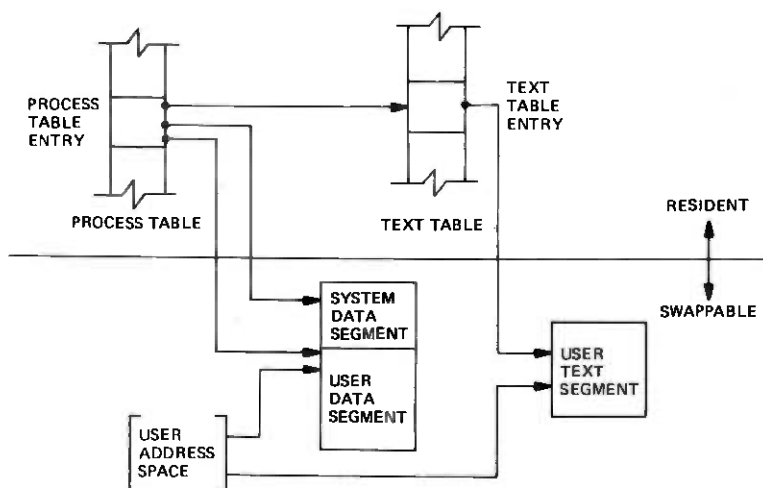 PROCESS
TABLE
ENTRY
TEXT
TABLE
ENTRY
PROCESS TABLE
TEXT TABLE
RESIDENT
SWAPPABLE
SYSTEM
DATA
SEGMENT
USER
DATA
SEGMENT
USER
TEXT
SEGMENT
USER
ADDRESS
SPACE